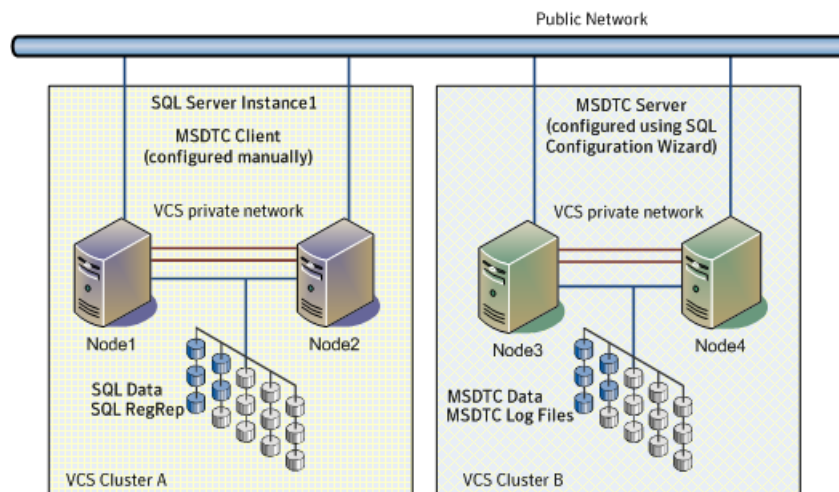 Public Network
SQL Server Instance1
MSDTC Client
(configured manually)
VCS private network
Node1
Node2
SQL Data
SQL RegRep
VCS Cluster A
MSDTC Server
(configured using SQL
Configuration Wizard)
VCS private network
Node3
Node4
MSDTC Data
MSDTC Log Files
VCS Cluster B